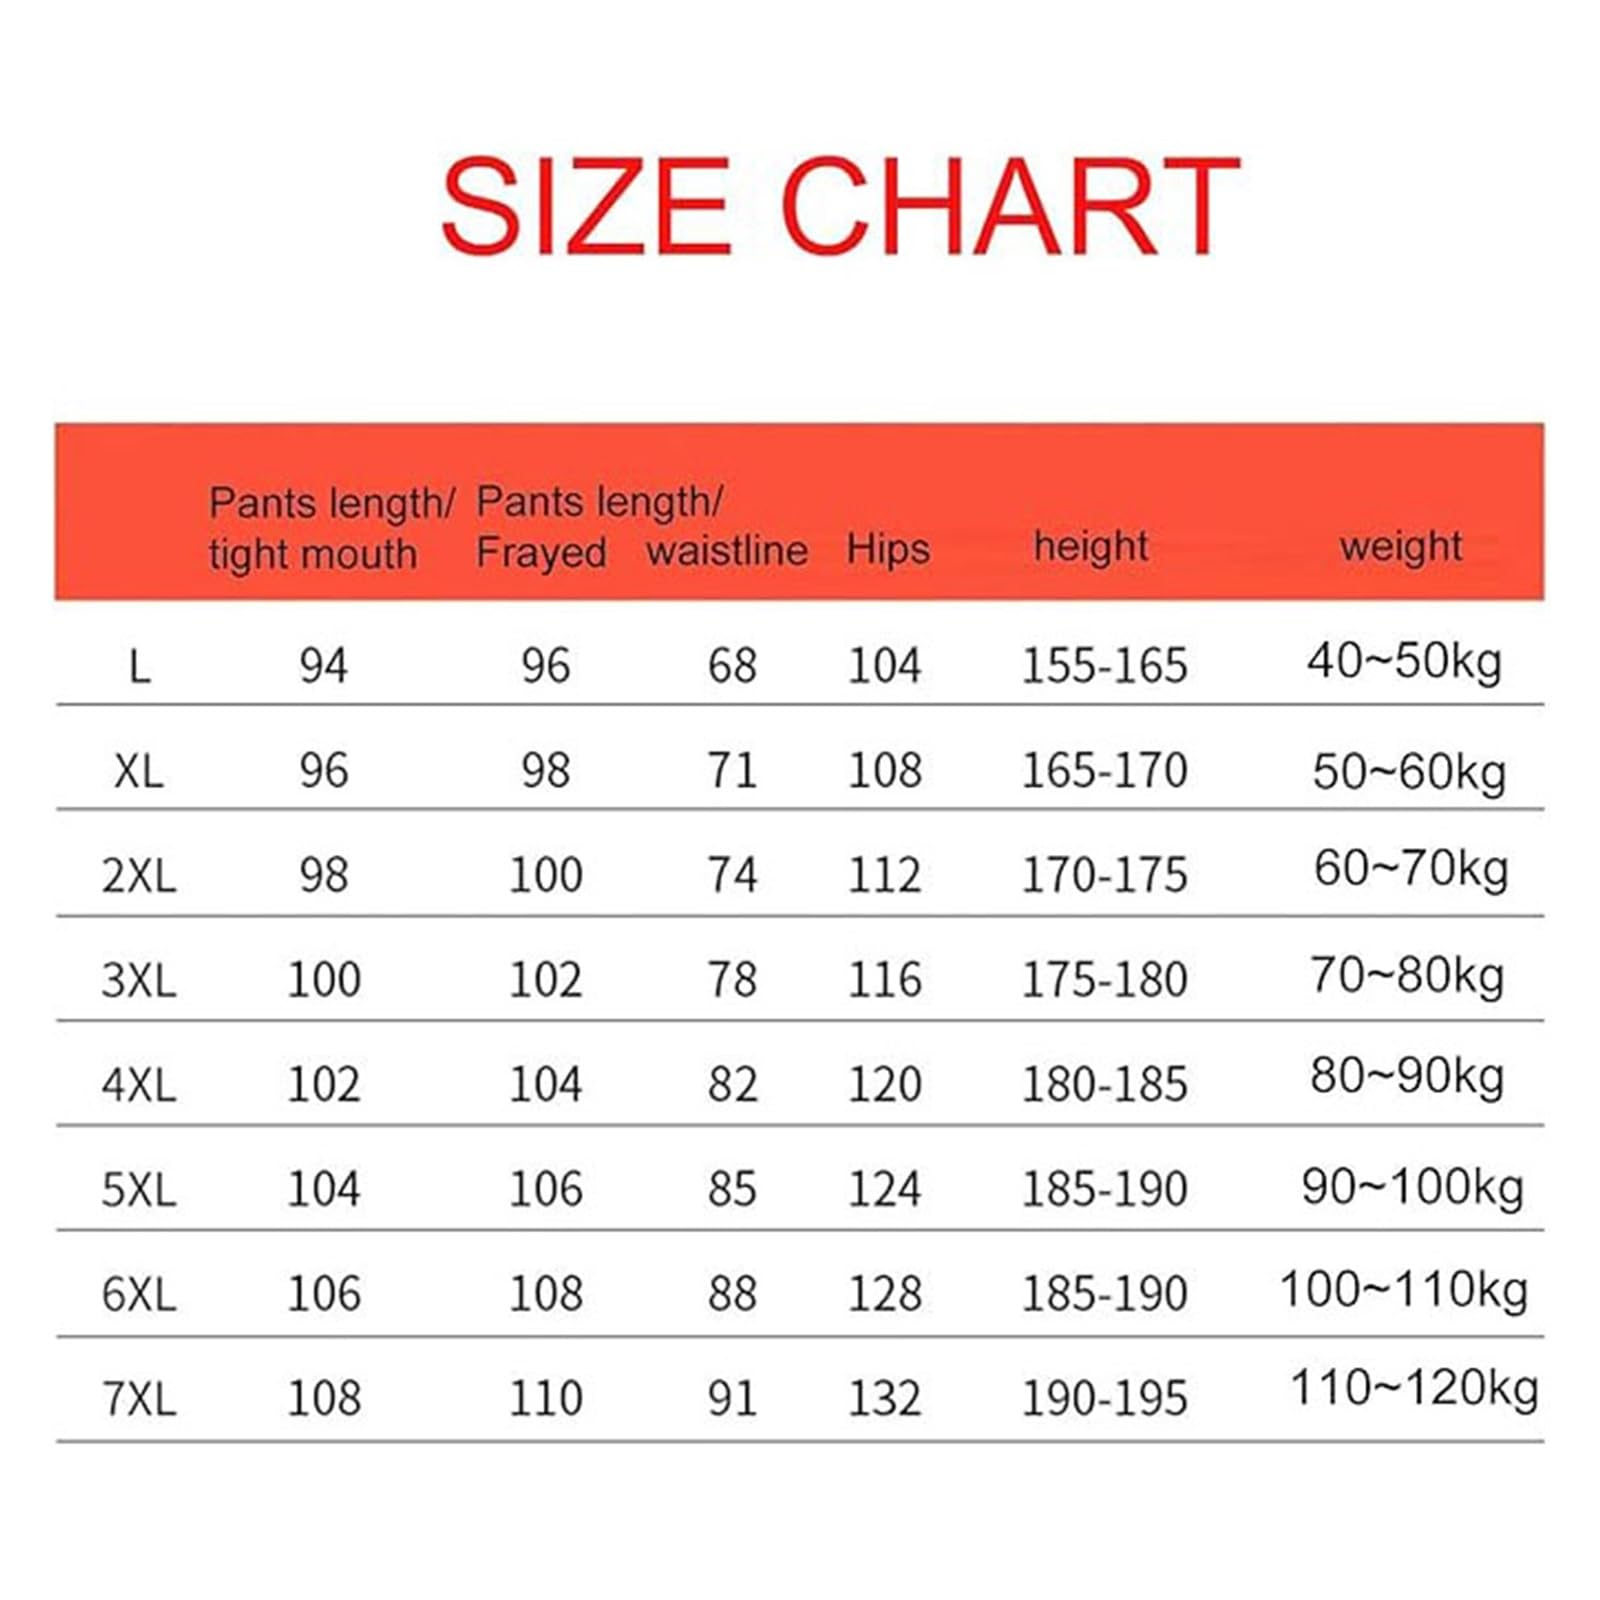 SIZE CHART
Pants length/ Pants length/
tight mouth Frayed waistline Hips height weight
L 94 96 68 104 155-165 40~50kg
XL 96 98 71 108 165-170 50~60kg
2XL 98 100 74 112 170-175 60~70kg
3XL 100 102 78 116 175-180 70~80kg
4XL 102 104 82 120 180-185 80~90kg
5XL 104 106 85 124 185-190 90~100kg
6XL 106 108 88 128 185-190 100~110kg
7XL 108 110 91 132 190-195 110~120kg